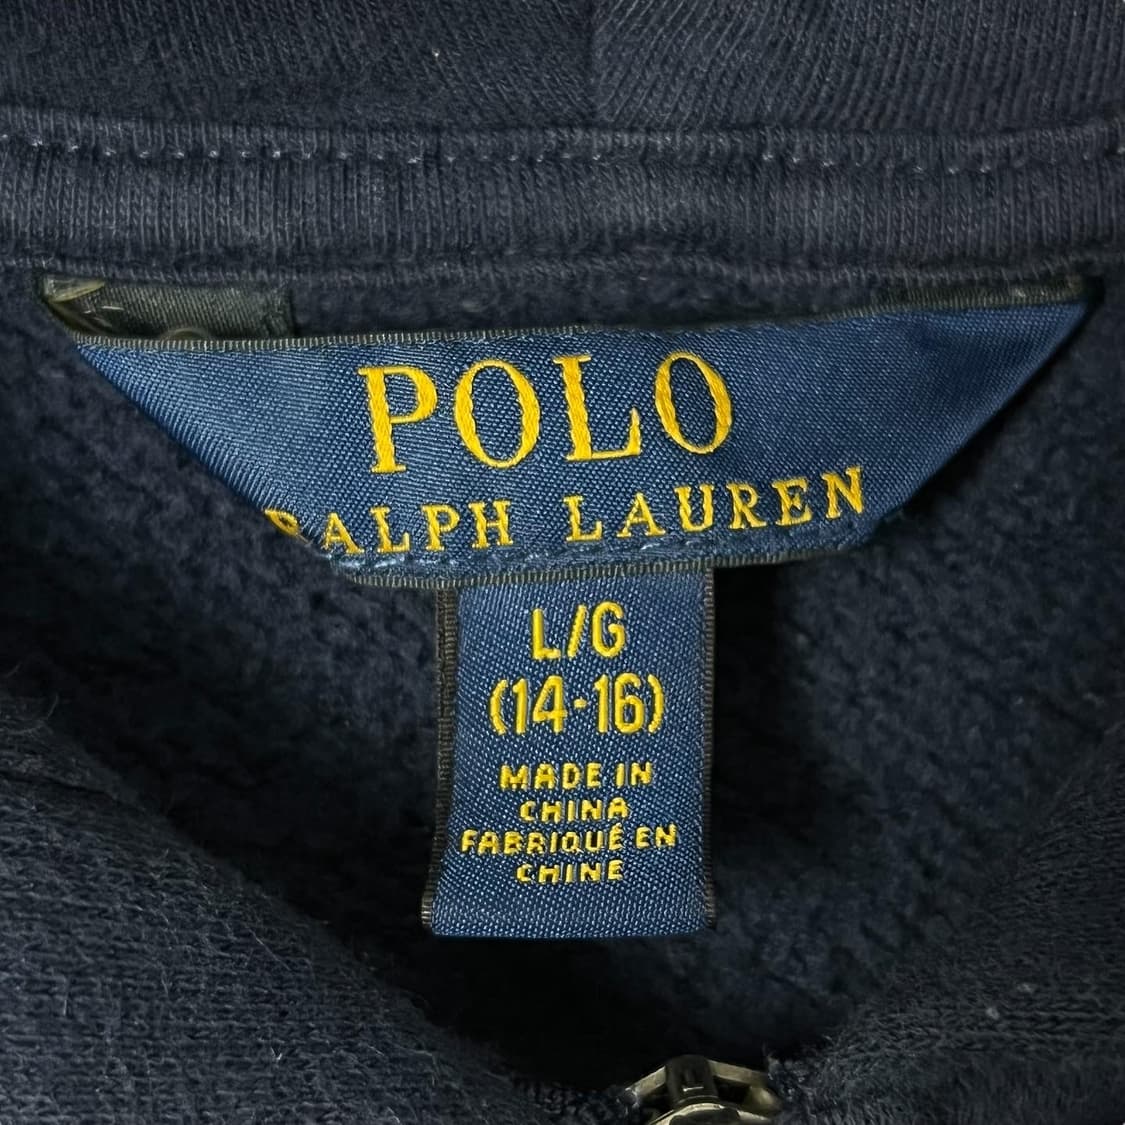 POLO
RALPH LAUREN
L/G
(14-16)
MADE IN
CHINA
FABRIQUÉ EN
CHINE